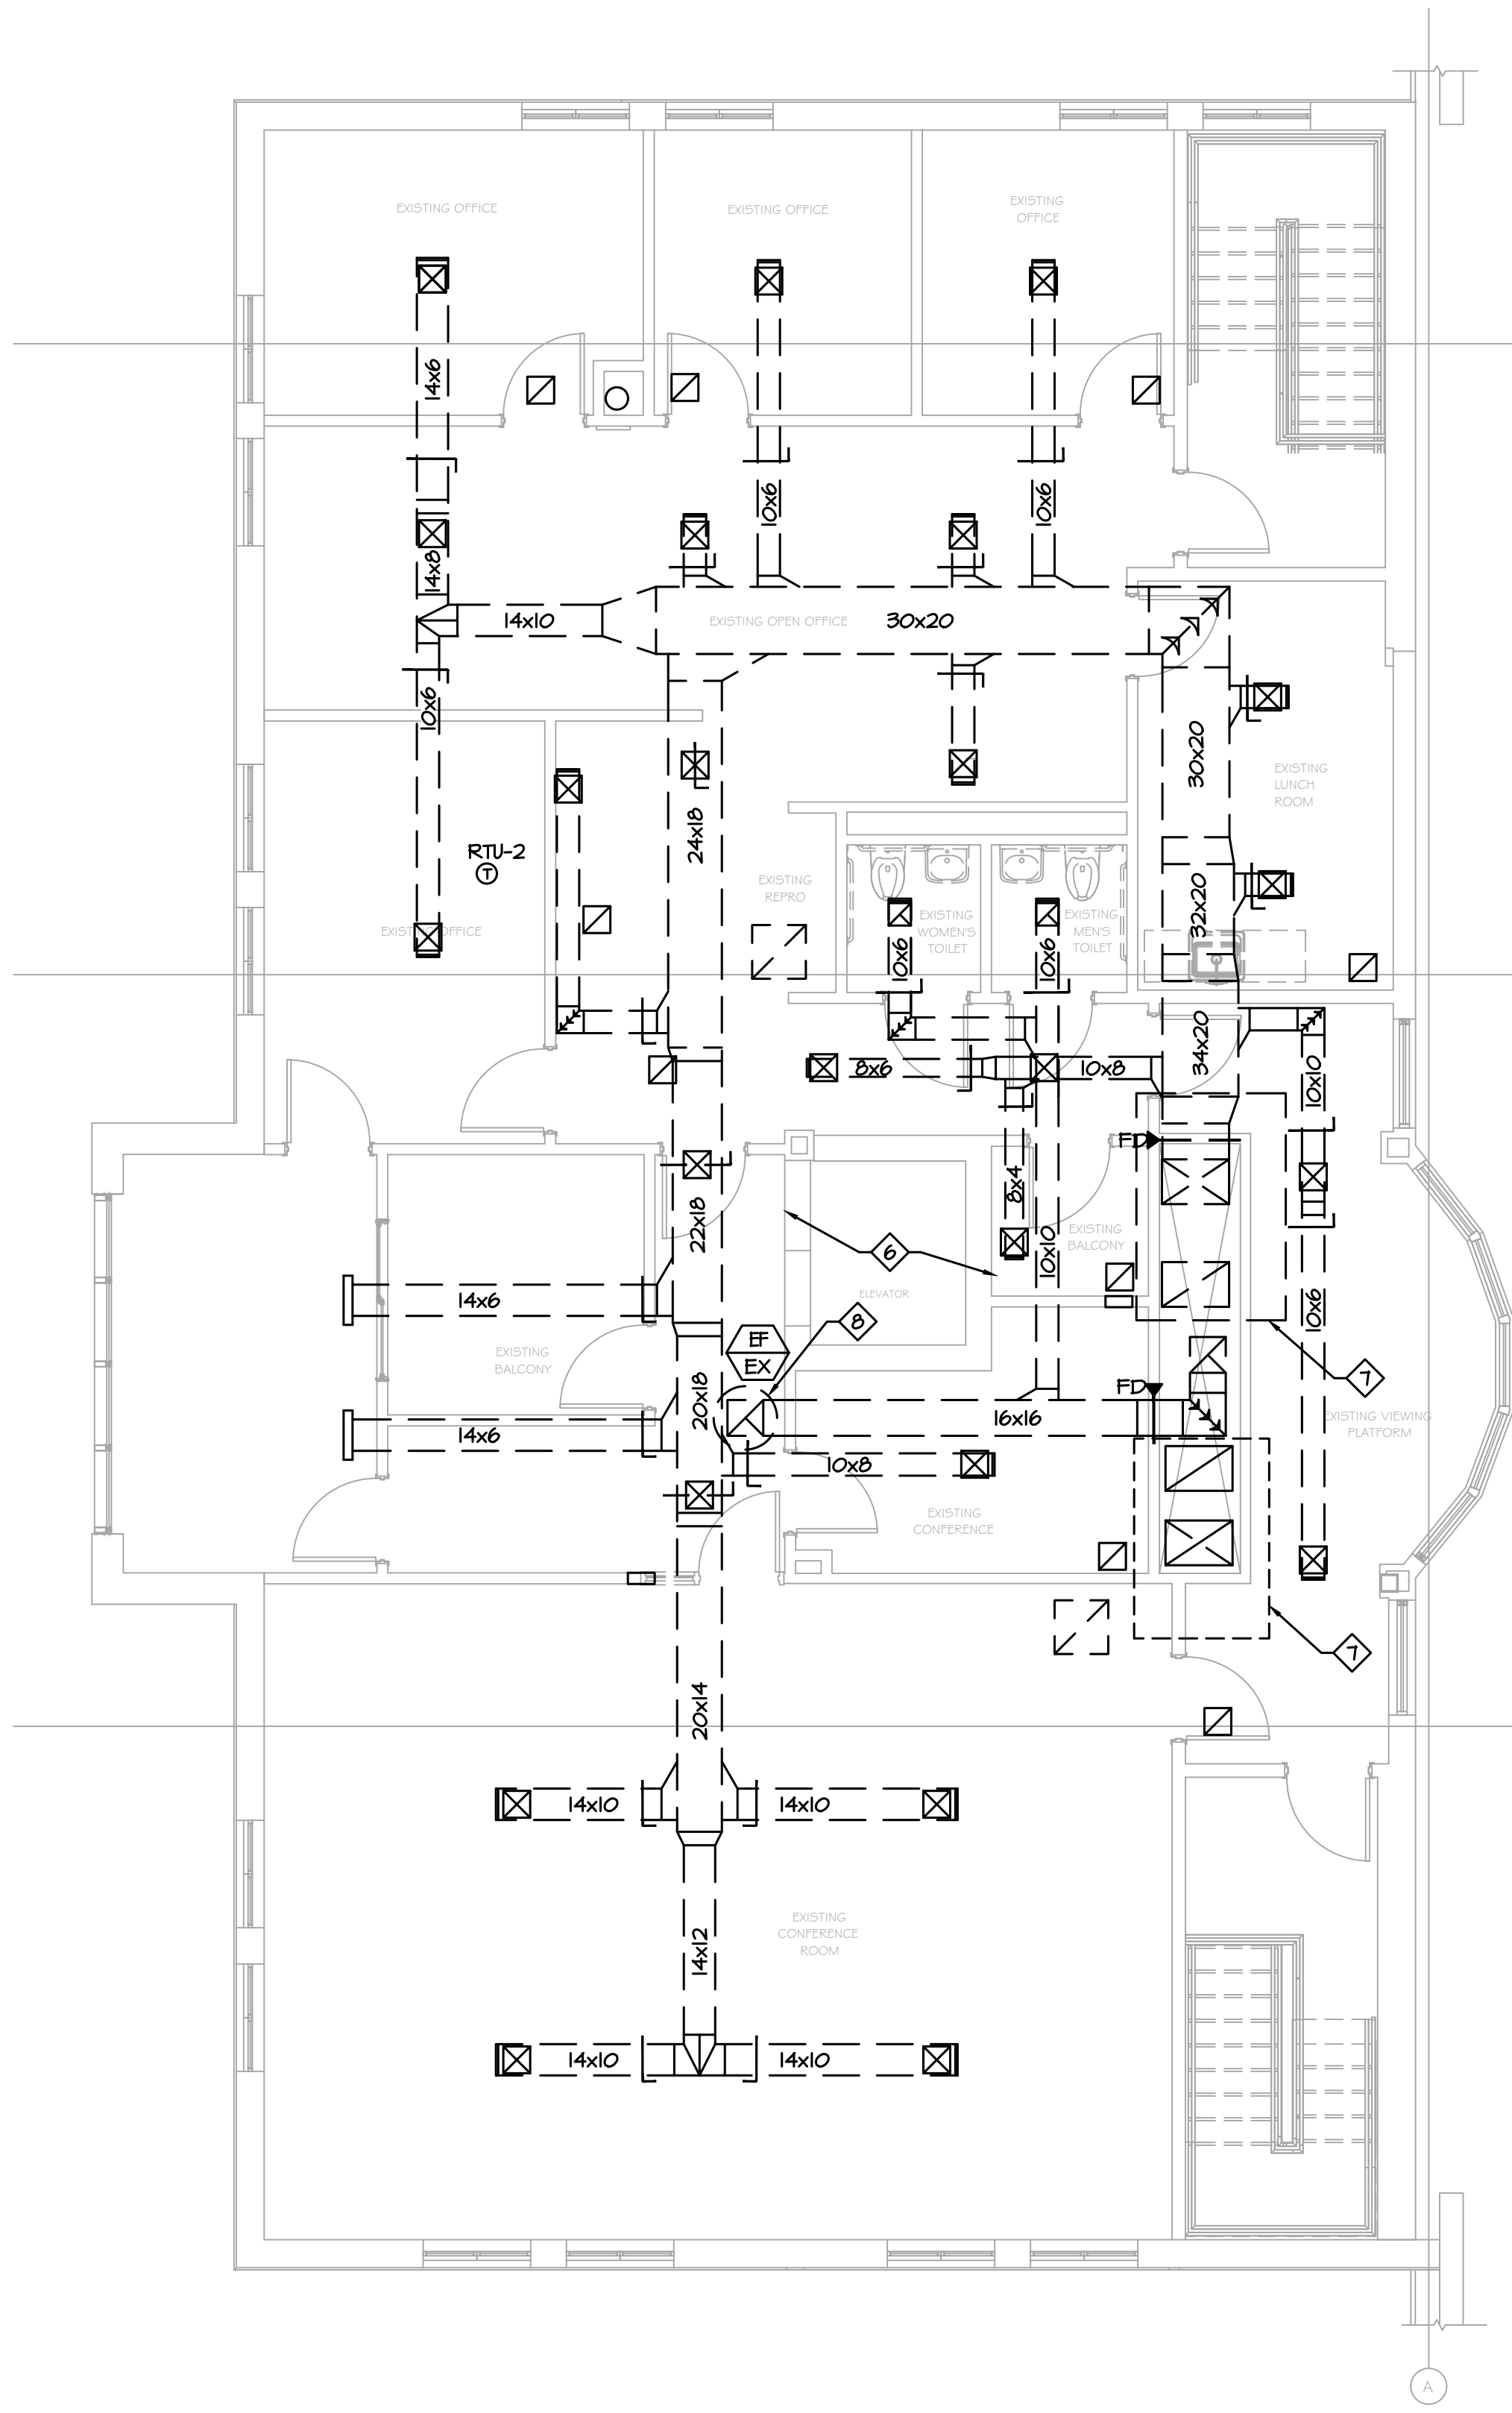 EXISTING OFFICE
EXISTING OFFICE
EXISTING
OFFICE
14x6
10x6
10x6
14x8
14x10
EXISTING OPEN OFFICE
30x20
10x6
30x20
EXISTING
LUNCH
ROOM
24x18
RTU-2
T
EXISTING
REPRO
EXISTING OFFICE
EXISTING
WOMEN'S
TOILET
EXISTING
MEN'S
TOILET
32x20
10x6
10x6
34x20
8x6
10x8
10x10
FD
8x4
22x18
EXISTING
BALCONY
10x10
6
14x6
ELEVATOR
10x6
8
EF
EX
EXISTING
BALCONY
7
FD
20x18
16x16
EXISTING VIEWING
PLATFORM
14x6
10x8
EXISTING
CONFERENCE
7
20x14
14x10
14x10
EXISTING
CONFERENCE
ROOM
14x12
14x10
14x10
A